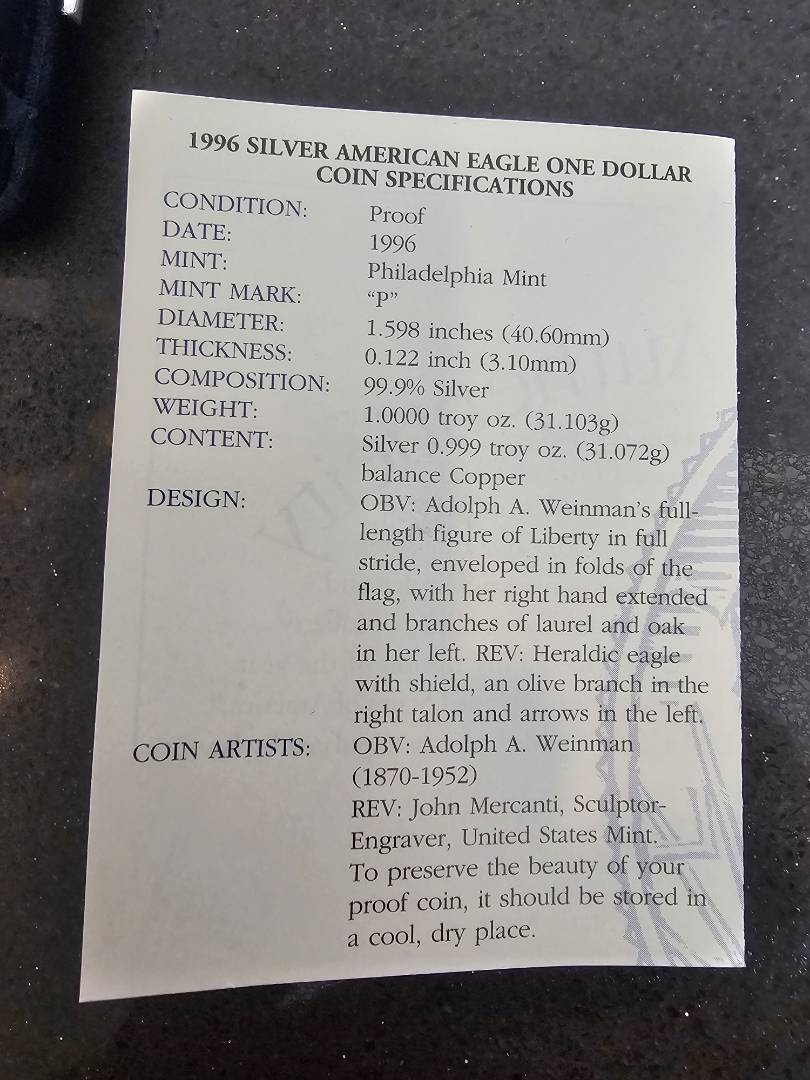 1996 SILVER AMERICAN EAGLE ONE DOLLAR
COIN SPECIFICATIONS
CONDITION: Proof
DATE: 1996
MINT: Philadelphia Mint
MINT MARK: “P”
DIAMETER: 1.598 inches (40.60mm)
THICKNESS: 0.122 inch (3.10mm)
COMPOSITION: 99.9% Silver
WEIGHT: 1.0000 troy oz. (31.103g)
CONTENT: Silver 0.999 troy oz. (31.072g)
balance Copper
DESIGN: OBV: Adolph A. Weinman’s full-
length figure of Liberty in full
stride, enveloped in folds of the
flag, with her right hand extended
and branches of laurel and oak
in her left. REV: Heraldic eagle
with shield, an olive branch in the
right talon and arrows in the left.
COIN ARTISTS: OBV: Adolph A. Weinman
(1870-1952)
REV: John Mercanti, Sculptor-
Engraver, United States Mint.
To preserve the beauty of your
proof coin, it should be stored in
a cool, dry place.